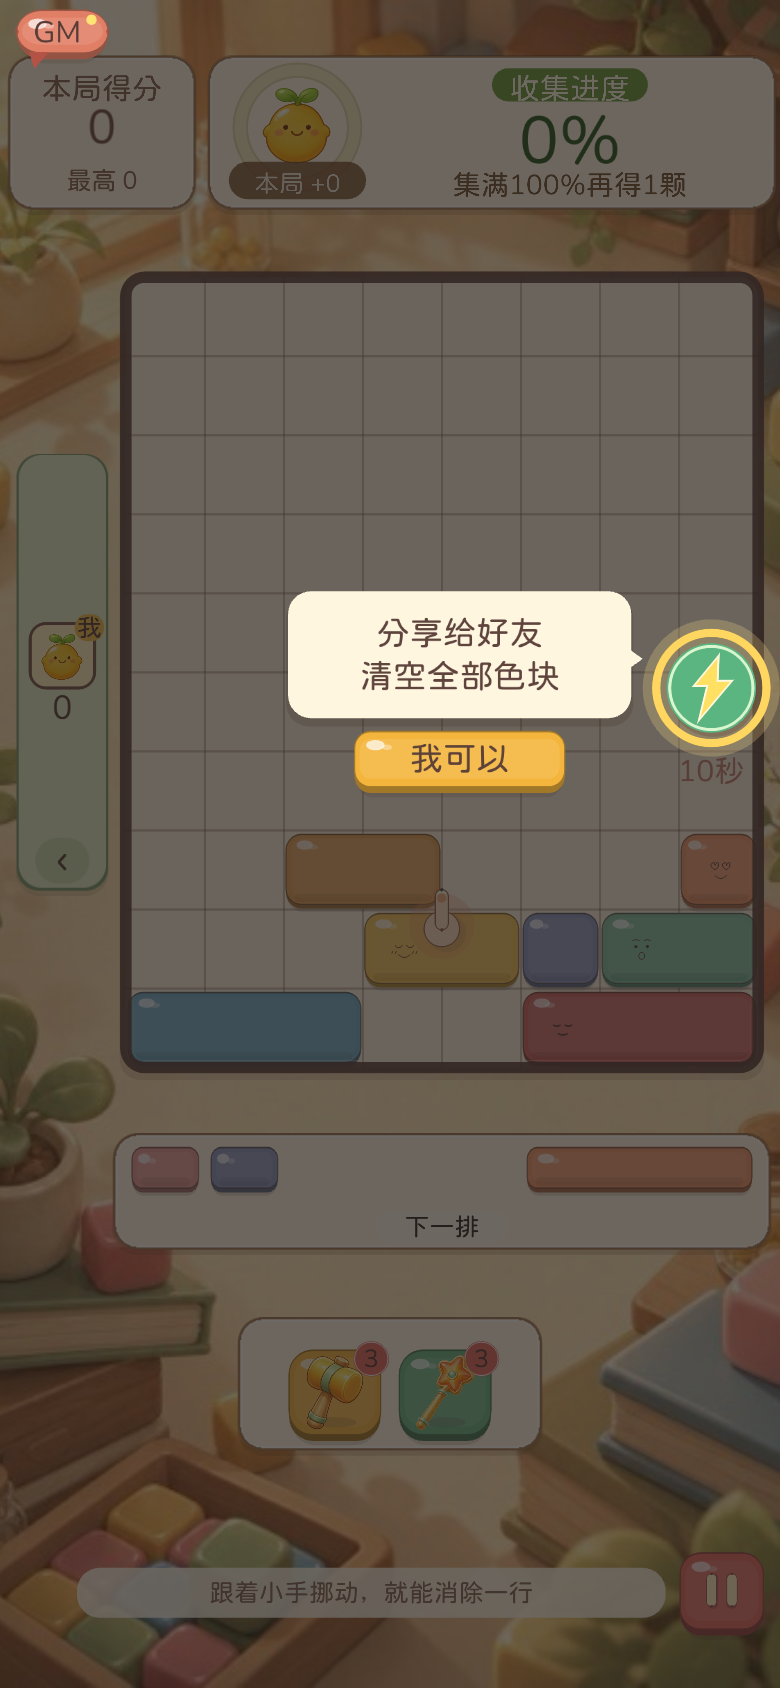 GM
本局得分
0
最高 0
本局 +0
收集进度
0%
集满100%再得1颗
我
0
分享给好友
清空全部色块
我可以
10秒
下一排
3
3
跟着小手挪动，就能消除一行